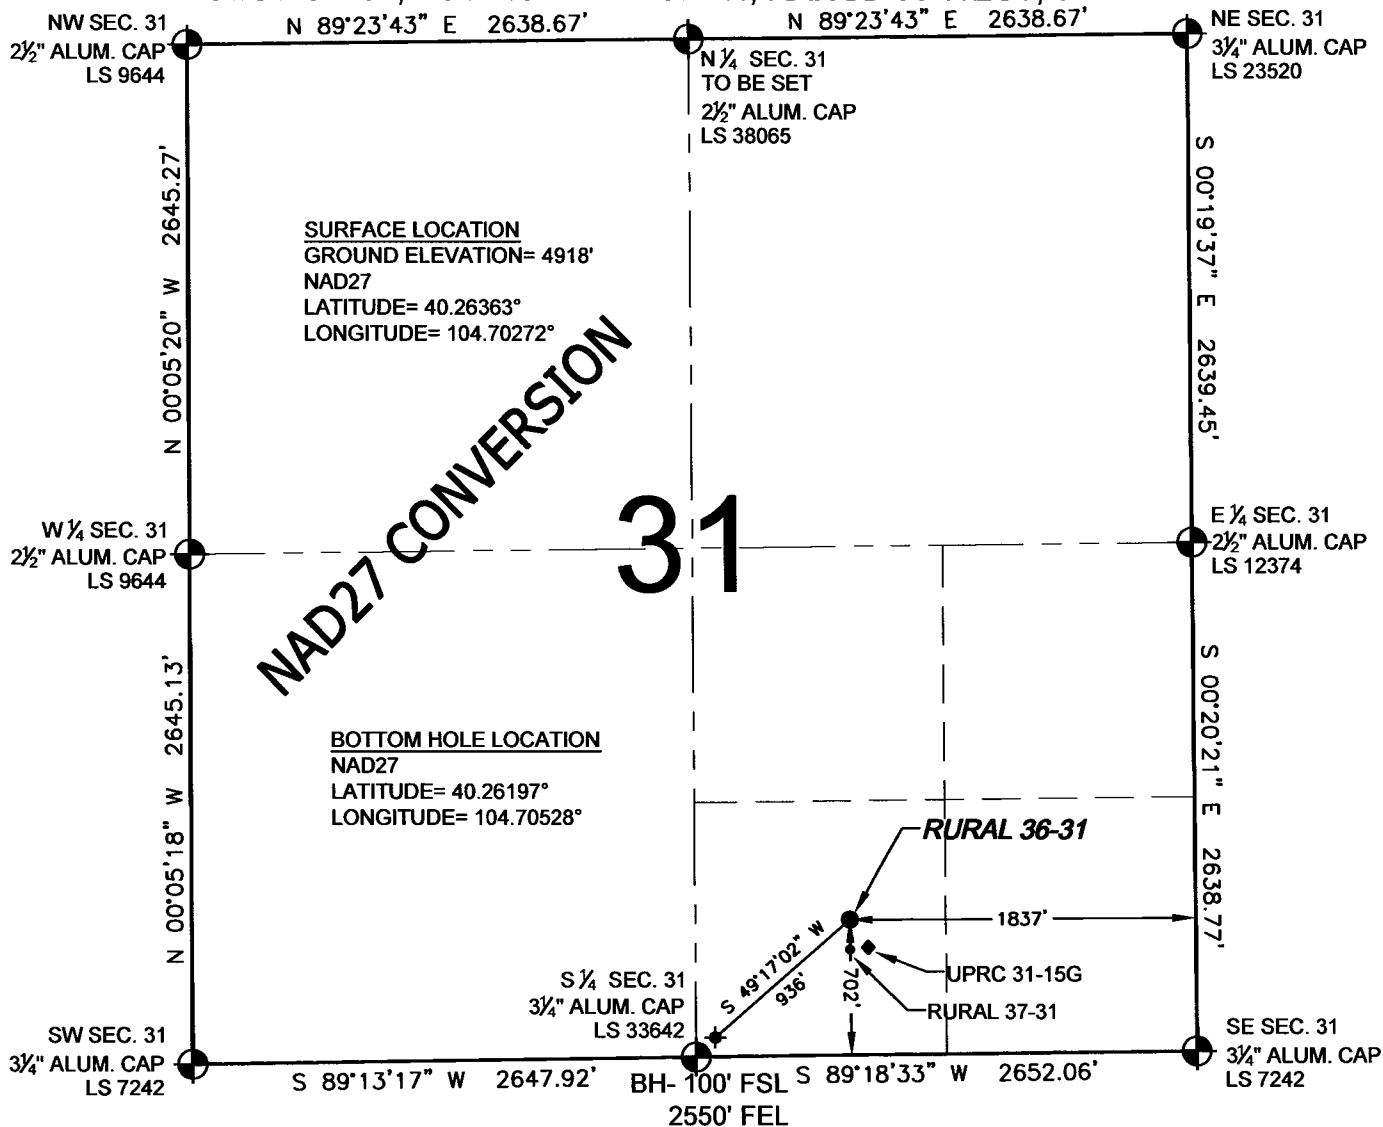 N 89°23'43" E 2638.67'
N 89°23'43" E 2638.67'
NW SEC. 31
2½" ALUM. CAP
LS 9644
N ¼ SEC. 31
TO BE SET
2½" ALUM. CAP
LS 38065
NE SEC. 31
3¼" ALUM. CAP
LS 23520
N 00°05'20" W 2645.27'
S 00°19'37" E 2639.45'
SURFACE LOCATION
GROUND ELEVATION= 4918'
NAD27
LATITUDE= 40.26363°
LONGITUDE= 104.70272°
NAD27 CONVERSION
31
W ¼ SEC. 31
2½" ALUM. CAP
LS 9644
E ¼ SEC. 31
2½" ALUM. CAP
LS 12374
N 00°05'18" W 2645.13'
S 00°20'21" E 2638.77'
BOTTOM HOLE LOCATION
NAD27
LATITUDE= 40.26197°
LONGITUDE= 104.70528°
RURAL 36-31
1837'
S 49°17'02" W
936'
702'
UPRC 31-15G
RURAL 37-31
S ¼ SEC. 31
3¼" ALUM. CAP
LS 33642
SW SEC. 31
3¼" ALUM. CAP
LS 7242
SE SEC. 31
3¼" ALUM. CAP
LS 7242
S 89°13'17" W 2647.92'
BH- 100' FSL
2550' FEL
S 89°18'33" W 2652.06'